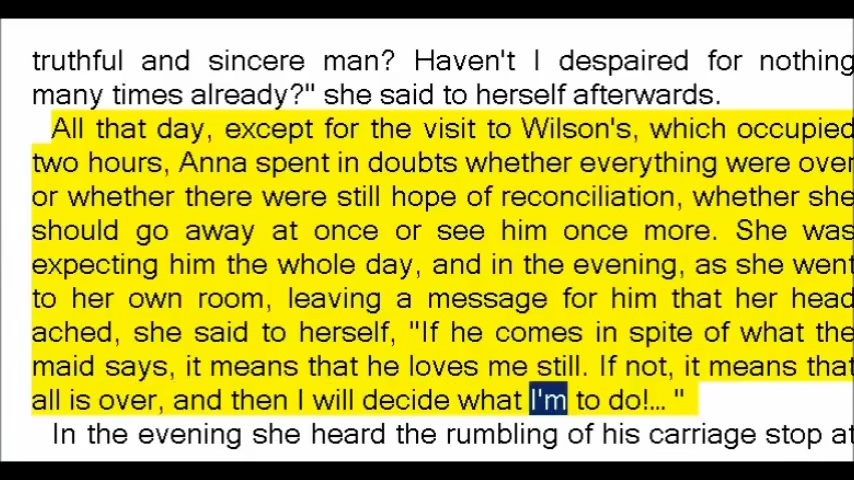 truthful and sincere man? Haven't I despaired for nothing
many times already?" she said to herself afterwards.
All that day, except for the visit to Wilson's, which occupied
two hours, Anna spent in doubts whether everything were over
or whether there were still hope of reconciliation, whether she
should go away at once or see him once more. She was
expecting him the whole day, and in the evening, as she went
to her own room, leaving a message for him that her head
ached, she said to herself, "If he comes in spite of what the
maid says, it means that he loves me still. If not, it means that
all is over, and then I will decide what I'm to do!... "
In the evening she heard the rumbling of his carriage stop at